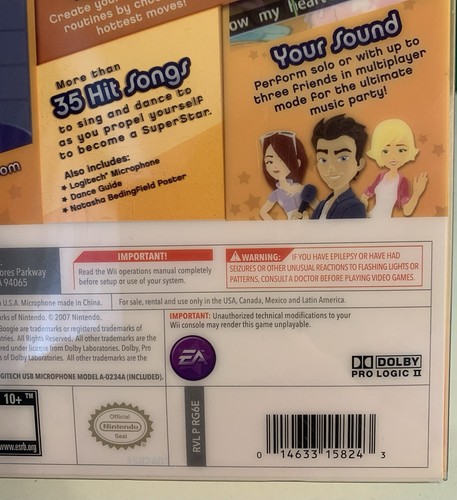 Create your
routines by cho
hottest moves!
ow my heart
More than
35 Hit Songs
to sing and dance to
as you propel yourself
to become a SuperStar.
Also includes:
• Logitech® Microphone
• Dance Guide
• Natasha Bedingfield Poster
Your Sound
Perform solo or with up to
three friends in multiplayer
mode for the ultimate
music party!
om
ores Parkway
A 94065
IMPORTANT!
Read the Wii operations manual completely
before setup or use of your system.
WARNING: IF YOU HAVE EPILEPSY OR HAVE HAD
SEIZURES OR OTHER UNUSUAL REACTIONS TO FLASHING LIGHTS OR
PATTERNS, CONSULT A DOCTOR BEFORE PLAYING VIDEO GAMES.
U.S.A. Microphone made in China.
For sale, rental and use only in the USA, Canada, Mexico and Latin America.
rks of Nintendo. © 2007 Nintendo.
Boogie are trademarks or registered trademarks of
ntries. All Rights Reserved. All other trademarks are the
red under license from Dolby Laboratories. Dolby, Pro
s of Dolby Laboratories. All other trademarks are the
OGITECH USB MICROPHONE MODEL A-0234A (INCLUDED).
IMPORTANT: Unauthorized technical modifications to your
Wii console may render this game unplayable.
EA
DOLBY
PRO LOGIC II
10+™
www.esrb.org
Official
Nintendo
Seal
RVL P RG6E
0 14633 15824 3